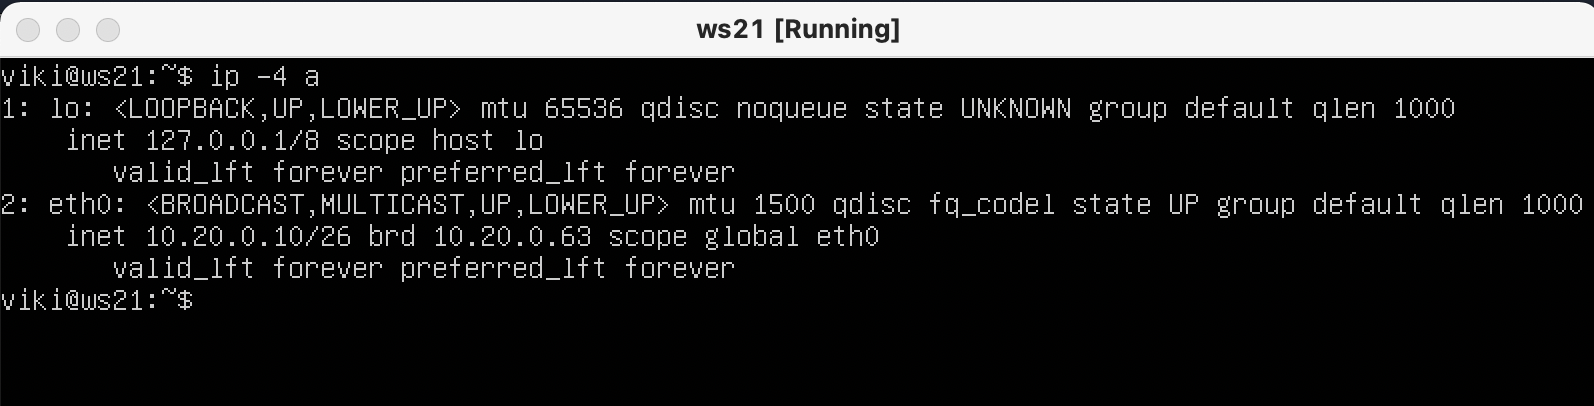 ws21 [Running]
viki@ws21:~$ ip -4 a
1: lo: <LOOPBACK,UP,LOWER_UP> mtu 65536 qdisc noqueue state UNKNOWN group default qlen 1000
    inet 127.0.0.1/8 scope host lo
       valid_lft forever preferred_lft forever
2: eth0: <BROADCAST,MULTICAST,UP,LOWER_UP> mtu 1500 qdisc fq_codel state UP group default qlen 1000
    inet 10.20.0.10/26 brd 10.20.0.63 scope global eth0
       valid_lft forever preferred_lft forever
viki@ws21:~$